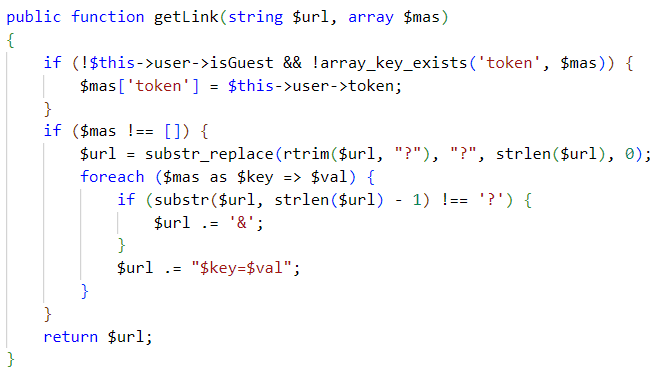 public function getLink(string $url, array $mas)
{
    if (!$this->user->isGuest && !array_key_exists('token', $mas)) {
        $mas['token'] = $this->user->token;
    }
    if ($mas !== []) {
        $url = substr_replace(rtrim($url, "?"), "?", strlen($url), 0);
        foreach ($mas as $key => $val) {
            if (substr($url, strlen($url) - 1) !== '?') {
                $url .= '&';
            }
            $url .= "$key=$val";
        }
    }
    return $url;
}